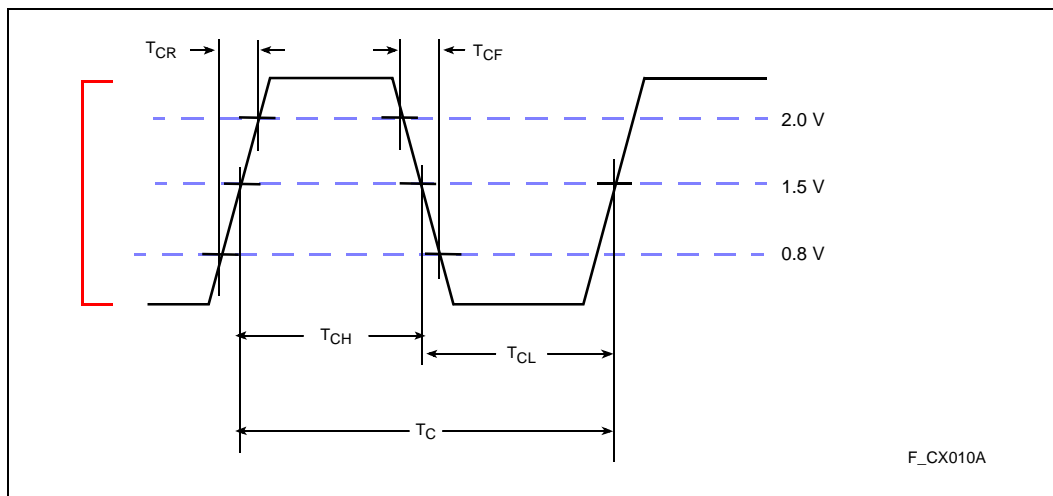 TCR
TCF
2.0 V
1.5 V
0.8 V
TCH
TCL
TC
F_CX010A